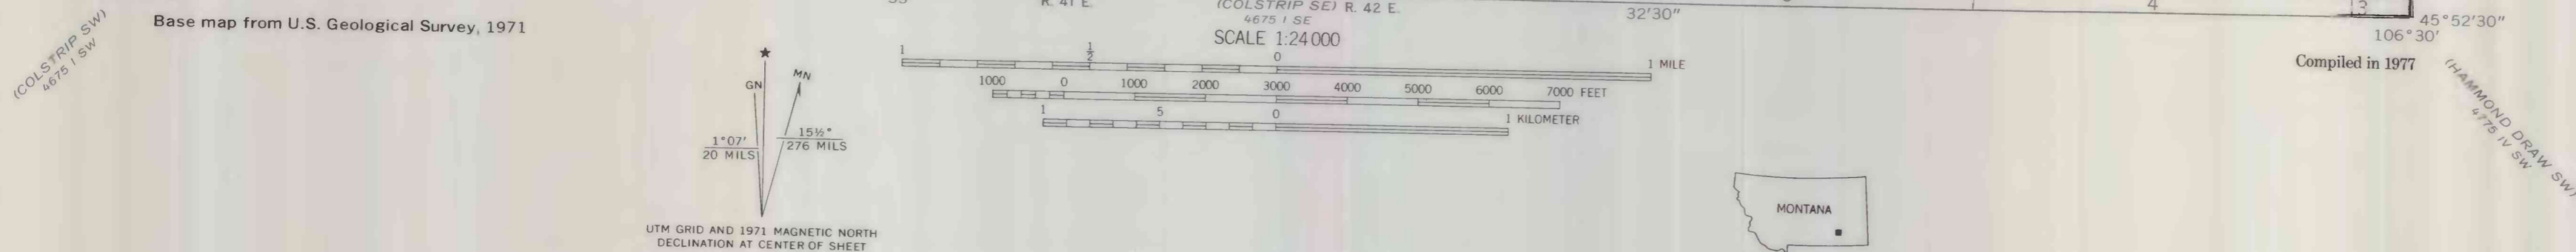 R. 41 E.
(COLSTRIP SE) R. 42 E.
4675 I SE
32'30"
4
3
45°52'30"
106°30'
Base map from U.S. Geological Survey, 1971
(COLSTRIP SW)
4675 I SW
SCALE 1:24000
1 ½ 0 1 MILE
1000 0 1000 2000 3000 4000 5000 6000 7000 FEET
1 5 0 1 KILOMETER
Compiled in 1977
(HAMMOND DRAW SW)
4775 IV SW
★
GN
MN
1°07'
20 MILS
15½°
276 MILS
UTM GRID AND 1971 MAGNETIC NORTH
DECLINATION AT CENTER OF SHEET
MONTANA